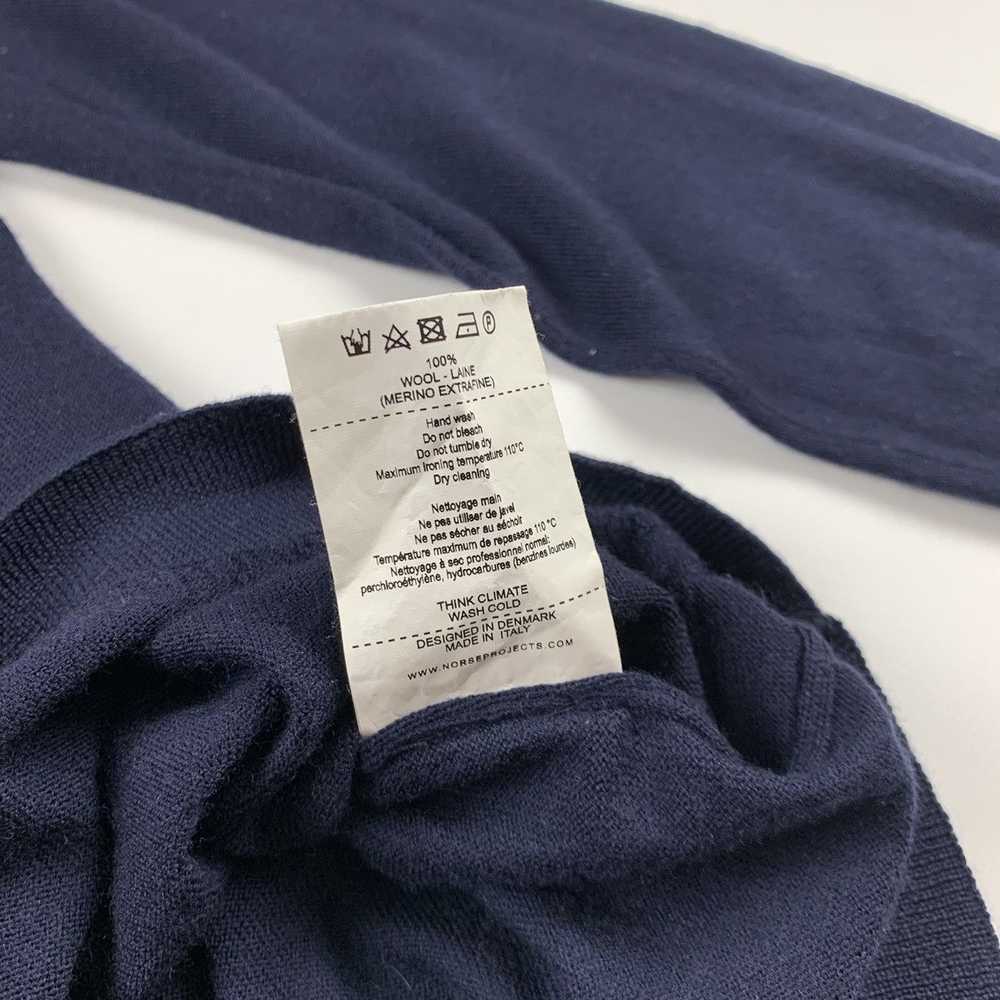 P
100%
WOOL - LAINE
(MERINO EXTRAFINE)
Hand wash
Do not bleach
Do not tumble dry
Maximum ironing temperature 110°C
Dry cleaning
Nettoyage main
Ne pas utiliser de javel
Ne pas sécher au séchoir
Température maximum de repassage 110 °C
Nettoyage à sec professionnel normal:
perchloroéthylène, hydrocarbures (benzines lourdes)
THINK CLIMATE
WASH COLD
DESIGNED IN DENMARK
MADE IN ITALY
WWW.NORSEPROJECTS.COM